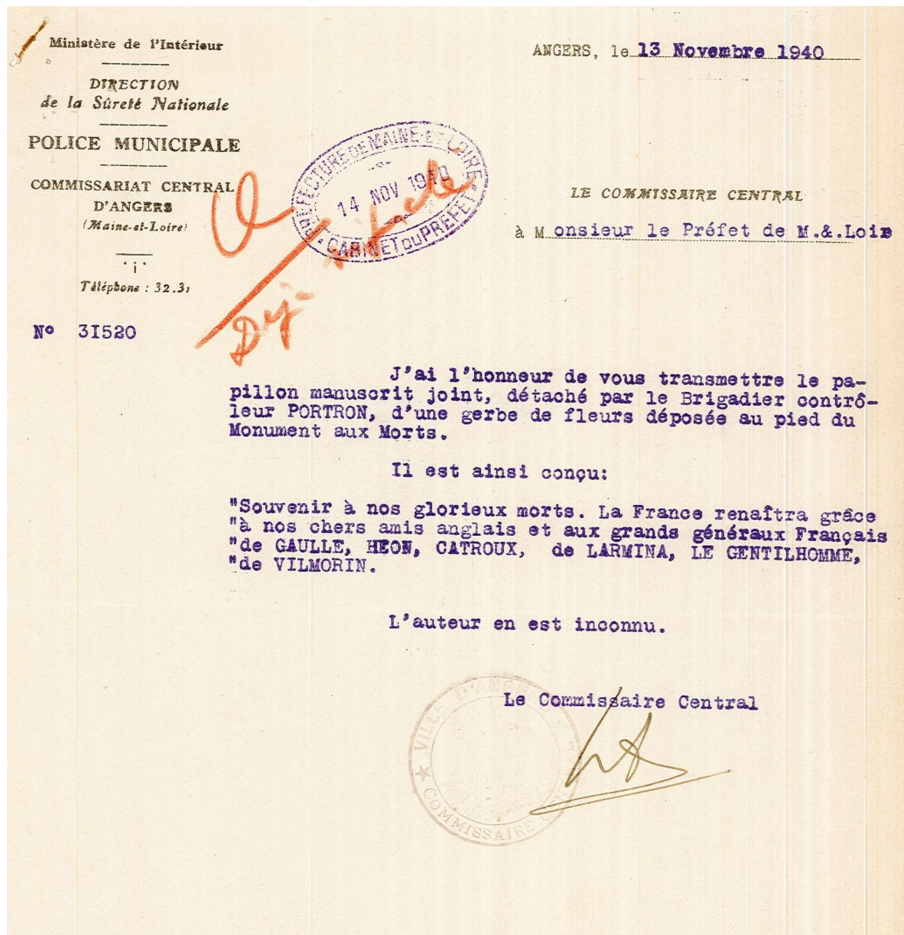 Ministère de l'Intérieur
DIRECTION
de la Sûreté Nationale
POLICE MUNICIPALE
COMMISSARIAT CENTRAL
D'ANGERS
(Maine-et-Loire)
Téléphone : 32.31
N° 31520
ANGERS, le 13 Novembre 1940
PREFECTURE DE MAINE-ET-LOIRE
14 NOV 1940
CABINET DU PREFET
Déjà
LE COMMISSAIRE CENTRAL
à Monsieur le Préfet de M.&.Loire
J'ai l'honneur de vous transmettre le pa-
pillon manuscrit joint, détaché par le Brigadier contrô-
leur PORTRON, d'une gerbe de fleurs déposée au pied du
Monument aux Morts.
Il est ainsi conçu:
"Souvenir à nos glorieux morts. La France renaîtra grâce
"à nos chers amis anglais et aux grands généraux Français
"de GAULLE, HEON, CATROUX, de LARMINA, LE GENTILHOMME,
"de VILMORIN.
L'auteur en est inconnu.
Le Commissaire Central
VILLE D'ANGERS
COMMISSAIRE